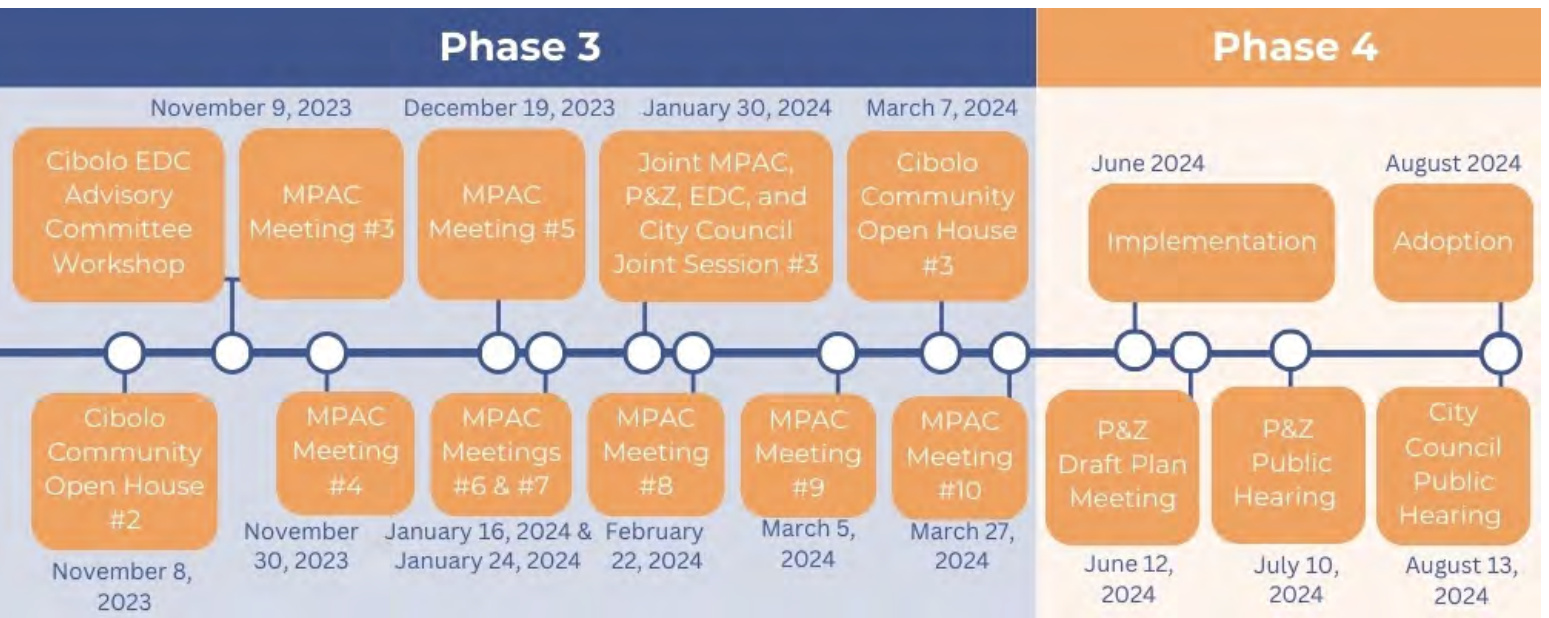 Phase 3
Phase 4
November 9, 2023
December 19, 2023
January 30, 2024
March 7, 2024
June 2024
August 2024
Cibolo EDC
Advisory
Committee
Workshop
MPAC
Meeting #3
MPAC
Meeting #5
Joint MPAC,
P&Z, EDC, and
City Council
Joint Session #3
Cibolo
Community
Open House
#3
Implementation
Adoption
Cibolo
Community
Open House
#2
November 8,
2023
MPAC
Meeting
#4
November
30, 2023
MPAC
Meetings
#6 & #7
January 16, 2024 &
January 24, 2024
MPAC
Meeting
#8
February
22, 2024
MPAC
Meeting
#9
March 5,
2024
MPAC
Meeting
#10
March 27,
2024
P&Z
Draft Plan
Meeting
June 12,
2024
P&Z
Public
Hearing
July 10,
2024
City
Council
Public
Hearing
August 13,
2024